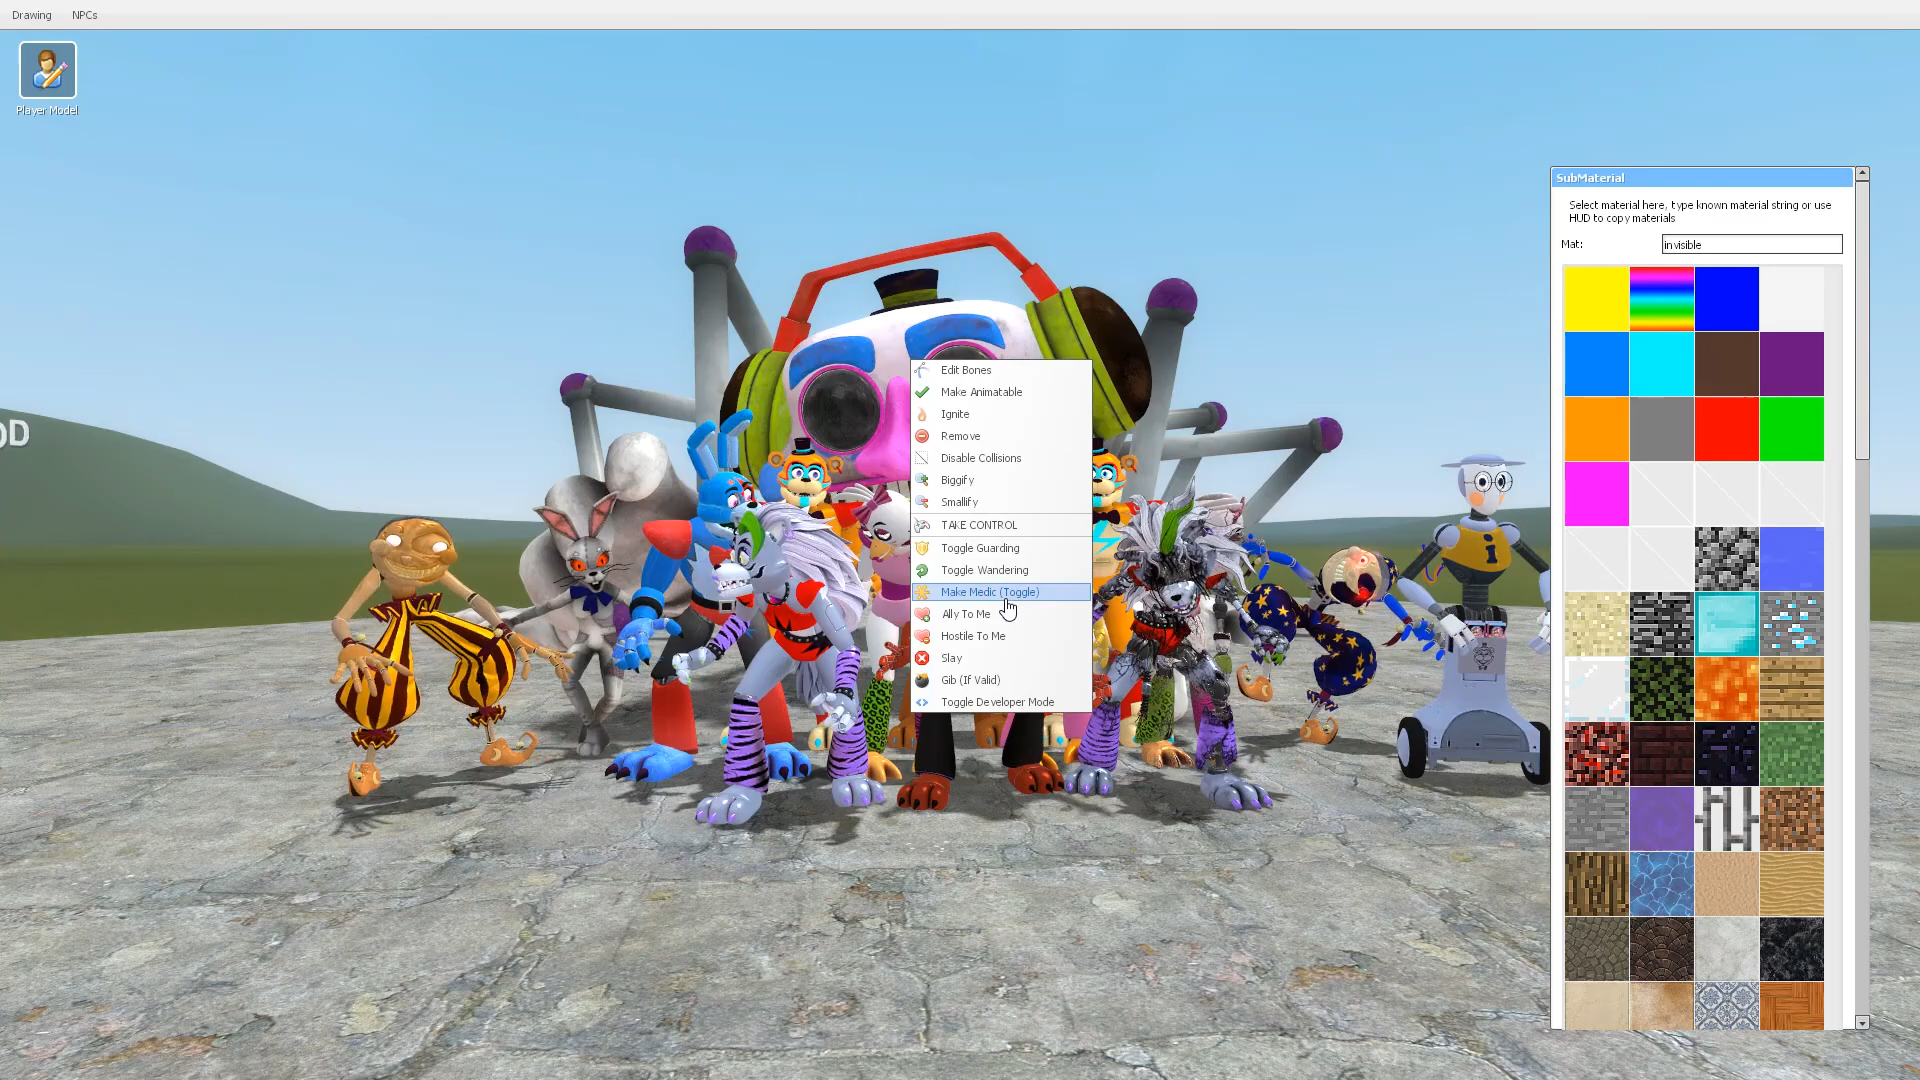 Drawing
NPCs
Player Model
Edit Bones
Make Animatable
Ignite
Remove
Disable Collisions
Biggify
Smallify
TAKE CONTROL
Toggle Guarding
Toggle Wandering
Make Medic (Toggle)
Ally To Me
Hostile To Me
Slay
Gib (If Valid)
Toggle Developer Mode
SubMaterial
Select material here, type known material string or use
HUD to copy materials
Mat:
invisible